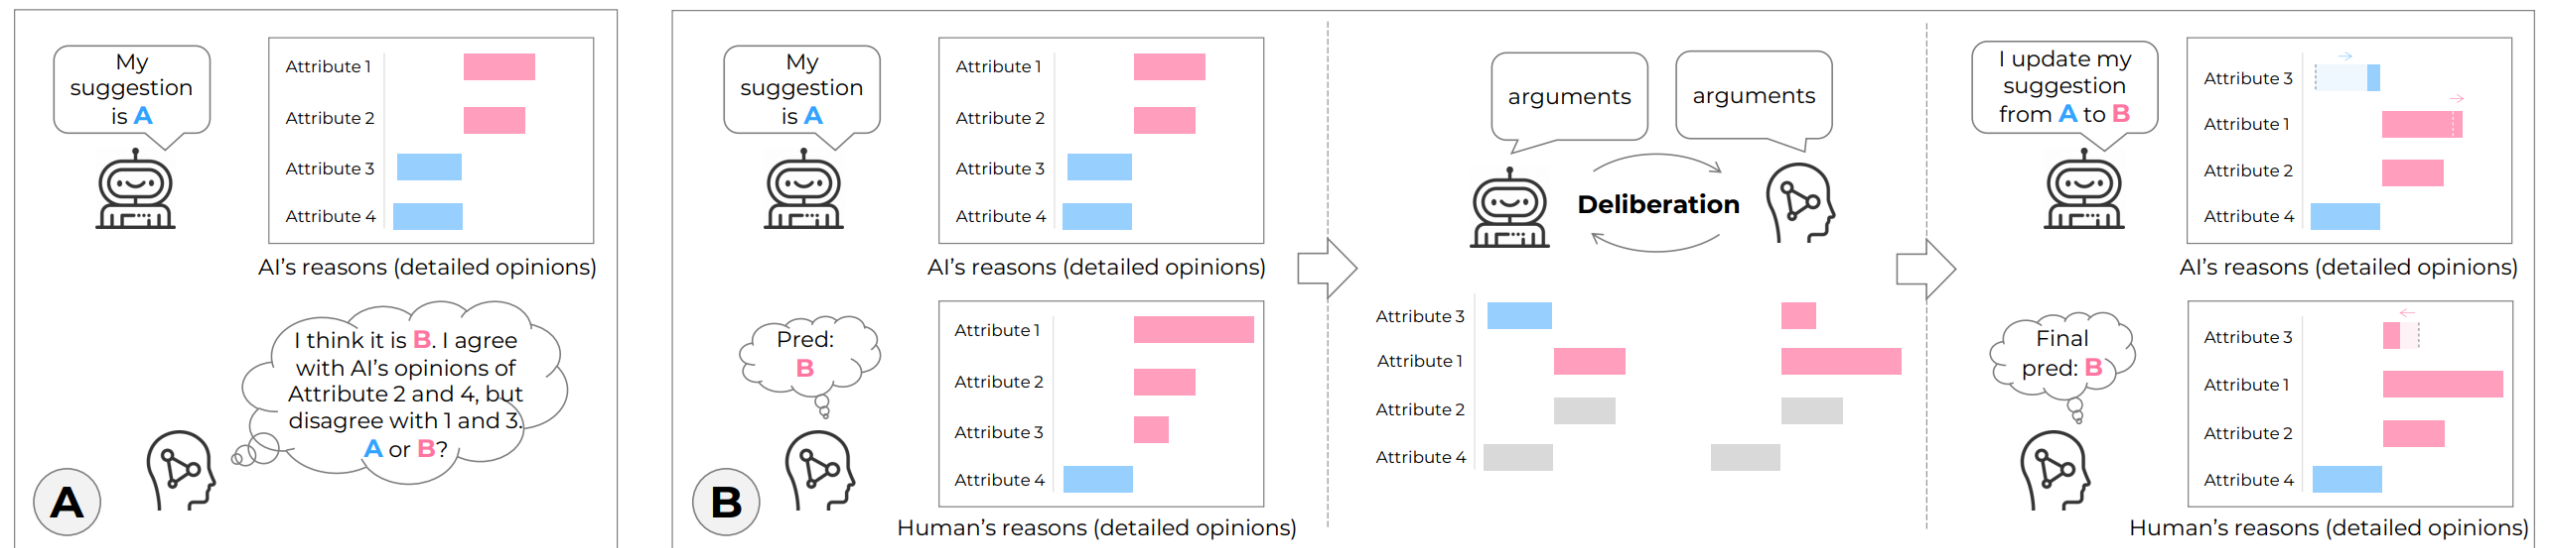 My
suggestion
is A
Attribute 1
Attribute 2
Attribute 3
Attribute 4
AI's reasons (detailed opinions)
I think it is B. I agree
with AI's opinions of
Attribute 2 and 4, but
disagree with 1 and 3.
A or B?
A
My
suggestion
is A
Attribute 1
Attribute 2
Attribute 3
Attribute 4
AI's reasons (detailed opinions)
Pred:
B
Attribute 1
Attribute 2
Attribute 3
Attribute 4
Human's reasons (detailed opinions)
B
arguments
arguments
Deliberation
Attribute 3
Attribute 1
Attribute 2
Attribute 4
I update my
suggestion
from A to B
Attribute 3
Attribute 1
Attribute 2
Attribute 4
AI's reasons (detailed opinions)
Final
pred: B
Attribute 3
Attribute 1
Attribute 2
Attribute 4
Human's reasons (detailed opinions)